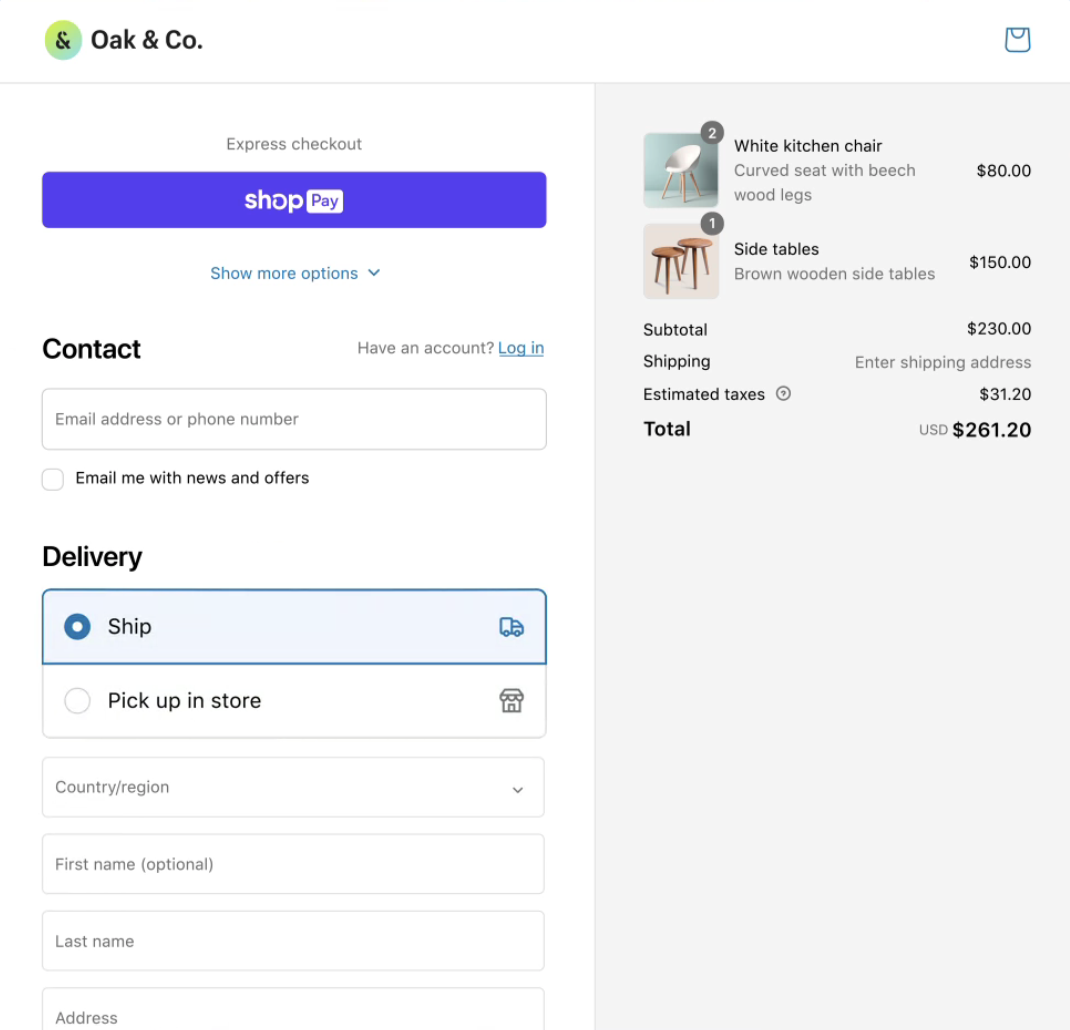 & Oak & Co.
Express checkout
shop Pay
Show more options
Contact
Have an account? Log in
Email address or phone number
Email me with news and offers
Delivery
Ship
Pick up in store
Country/region
First name (optional)
Last name
Address
2
White kitchen chair
Curved seat with beech
wood legs
$80.00
1
Side tables
Brown wooden side tables
$150.00
Subtotal $230.00
Shipping Enter shipping address
Estimated taxes ? $31.20
Total USD $261.20